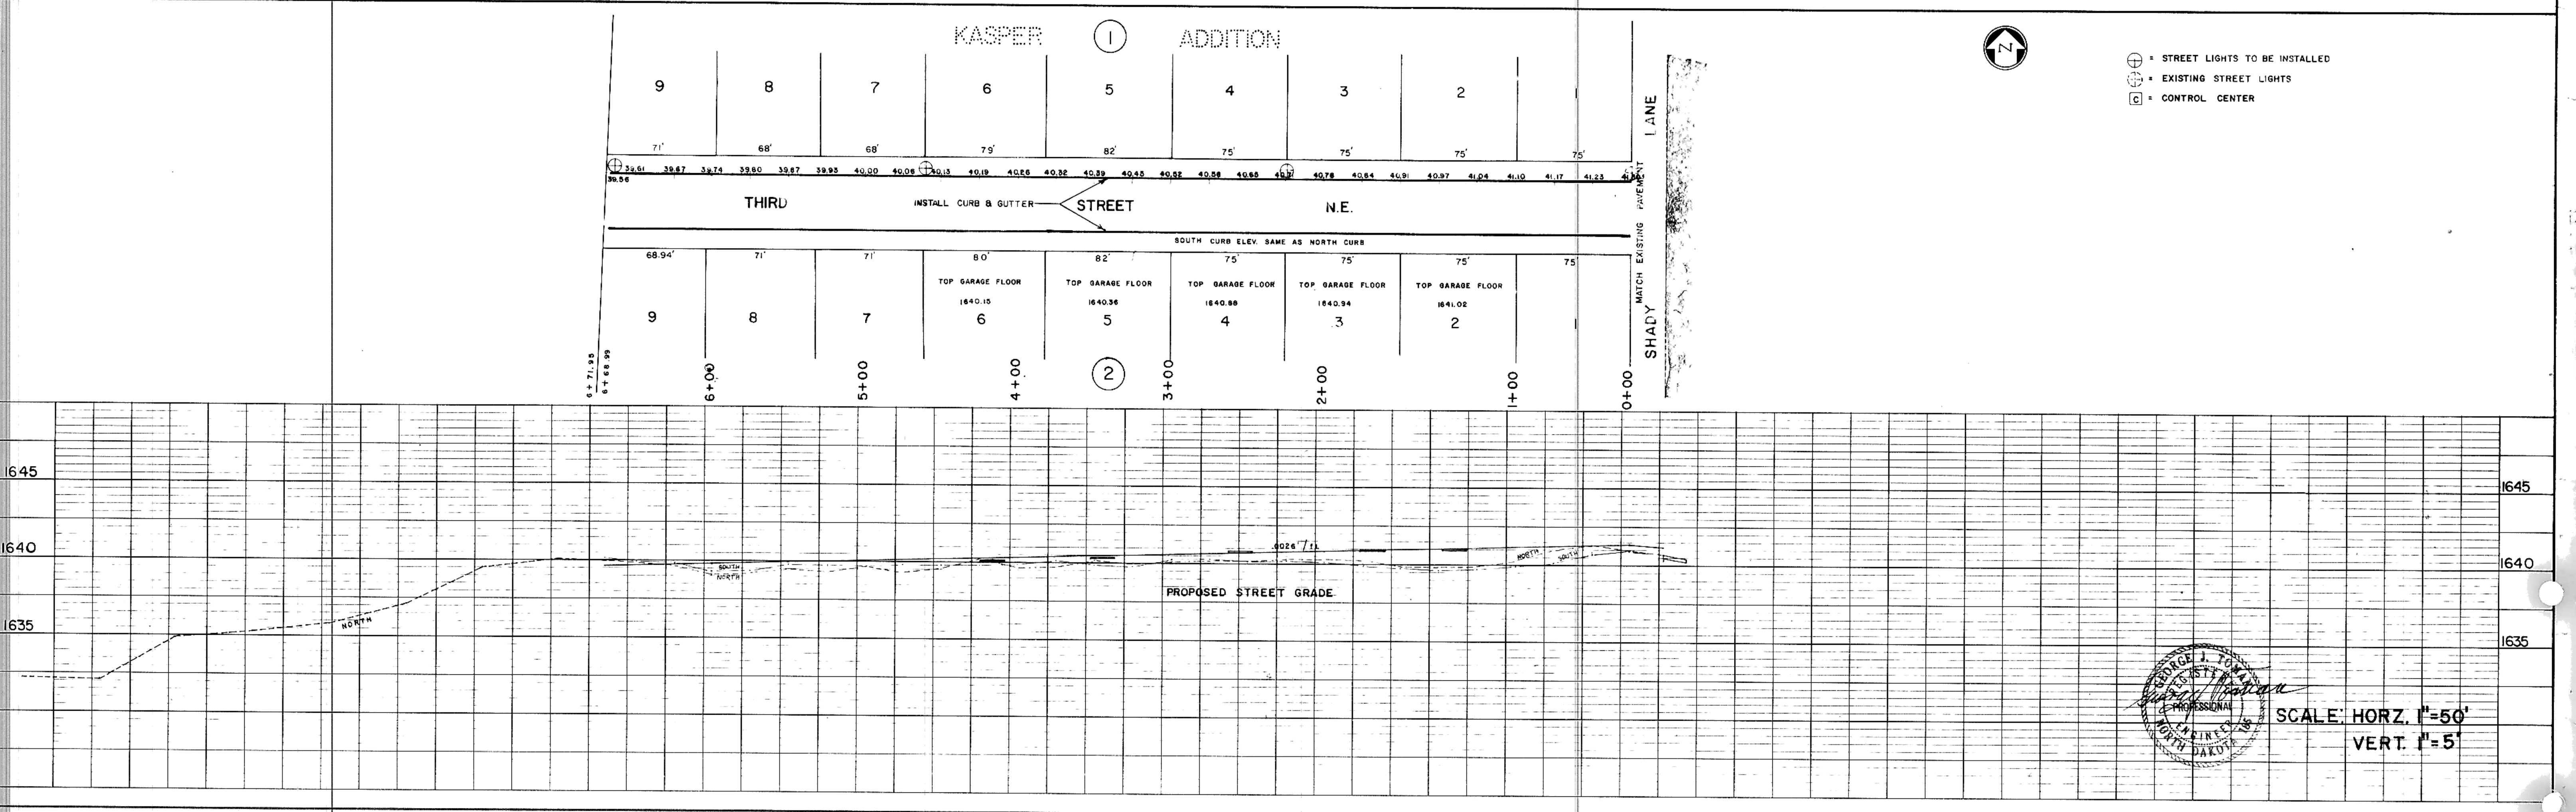 KASPER 1 ADDITION
N
= STREET LIGHTS TO BE INSTALLED
= EXISTING STREET LIGHTS
C = CONTROL CENTER
9 8 7 6 5 4 3 2 1
LANE
71' 68' 68' 79' 82' 75' 75' 75' 75'
39.61 39.67 39.74 39.80 39.87 39.93 40.00 40.06 40.13 40.19 40.26 40.32 40.39 40.45 40.52 40.58 40.65 40.71 40.78 40.84 40.91 40.97 41.04 41.10 41.17 41.23
39.56
THIRD INSTALL CURB & GUTTER STREET N.E.
MATCH EXISTING PAVEMENT
SOUTH CURB ELEV. SAME AS NORTH CURB
68.94' 71' 71' 80' 82' 75' 75' 75' 75'
TOP GARAGE FLOOR TOP GARAGE FLOOR TOP GARAGE FLOOR TOP GARAGE FLOOR TOP GARAGE FLOOR
1640.15 1640.36 1640.88 1640.94 1641.02
9 8 7 6 5 4 3 2 1
SHADY
6+71.95
6+68.99
6+00 5+00 4+00 2 3+00 2+00 1+00 0+00
1645 1645
1640 1640
.0026'/ft.
SOUTH
NORTH
NORTH SOUTH
PROPOSED STREET GRADE
1635 1635
NORTH
GEORGE J. TOMAN
REGISTERED
PROFESSIONAL
ENGINEER
NORTH DAKOTA
SCALE: HORZ. 1"=50'
VERT. 1"=5'